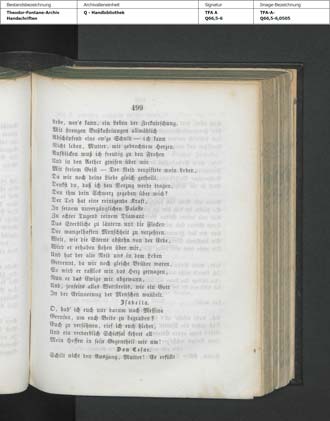 Bestandsbezeichnung
Theodor-Fontane-Archiv
Handschriften
Archivalieneinheit
Q - Handbibliothek
Signatur
TFA A
Q66,5-6
Image-Bezeichnung
TFA-A-
Q66,5-6,0505
499
Lebe, wer's kann, ein Leben der Zerknirschung,
Mit strengen Bußkasteiungen allmählich
Abschöpfend eine ew'ge Schuld — ich kann
Nicht leben, Mutter, mit gebrochnem Herzen.
Aufblicken muß ich freudig zu den Frohen
Und in den Aether greifen über mir
Mit freiem Geist — Der Neid vergiftete mein Leben,
Da wir noch deine Liebe gleich getheilt.
Denkst du, daß ich den Vorzug werde tragen,
Den ihm dein Schmerz gegeben über mich?
Der Tod hat eine reinigende Kraft,
In seinem unvergänglichen Palaste
Zu echter Tugend reinem Diamant
Das Sterbliche zu läutern und die Flecken
Der mangelhaften Menschheit zu verzehren.
Weit, wie die Sterne abstehn von der Erde,
Wird er erhaben stehen über mir,
Und hat der alte Neid uns in dem Leben
Getrennt, da wir noch gleiche Brüder waren,
So wird er rastlos mir das Herz zernagen,
Nun er das Ewige mir abgewann,
Und, jenseits alles Wettstreits, wie ein Gott
In der Erinnerung der Menschen wandelt.
Isabella.
O, hab' ich euch nur darum nach Messina
Gerufen, um euch Beide zu begraben?
Euch zu versöhnen, rief ich euch hieher,
Und ein verderblich Schicksal kehret all
Mein Hoffen in sein Gegentheil mir um!
Don Cesar.
Schilt nicht den Ausgang, Mutter! Es erfüllt